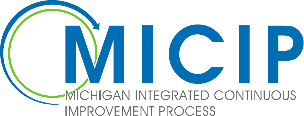 MICIP
MICHIGAN INTEGRATED CONTINUOUS
IMPROVEMENT PROCESS